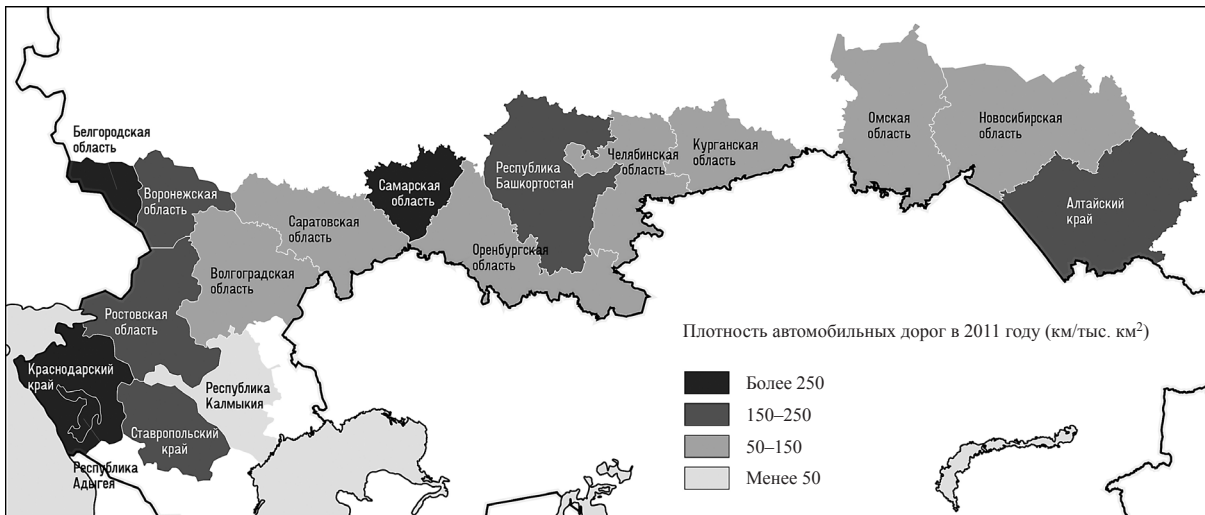 Белгородская
область
Воронежская
область
Саратовская
область
Самарская
область
Республика
Башкортостан
Челябинская
область
Курганская
область
Омская
область
Новосибирская
область
Алтайский
край
Оренбургская
область
Волгоградская
область
Ростовская
область
Краснодарский
край
Республика
Калмыкия
Ставропольский
край
Республика
Адыгея
Плотность автомобильных дорог в 2011 году (км/тыс. км²)
Более 250
150–250
50–150
Менее 50